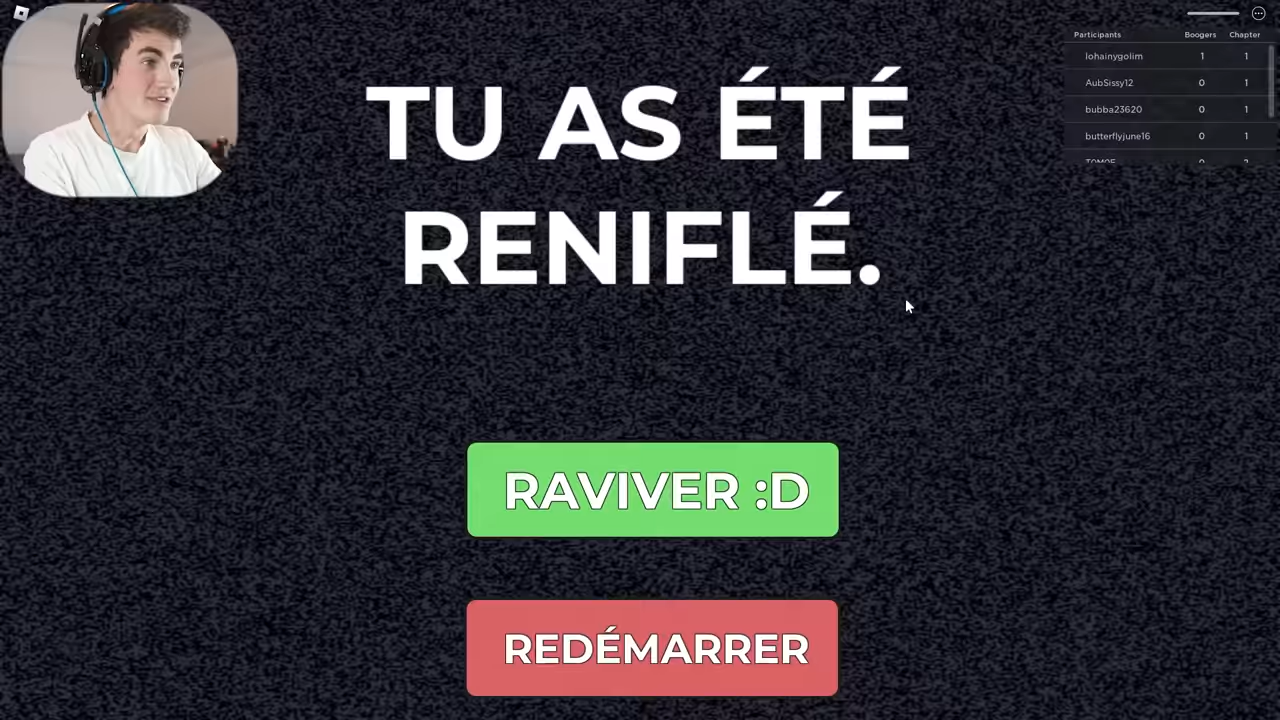 Participants Boogers Chapter
lohainygolim 1 1
AubSissy12 0 1
bubba23620 0 1
butterflyjune16 0 1
TU AS ÉTÉ
RENIFLÉ.
RAVIVER :D
REDÉMARRER